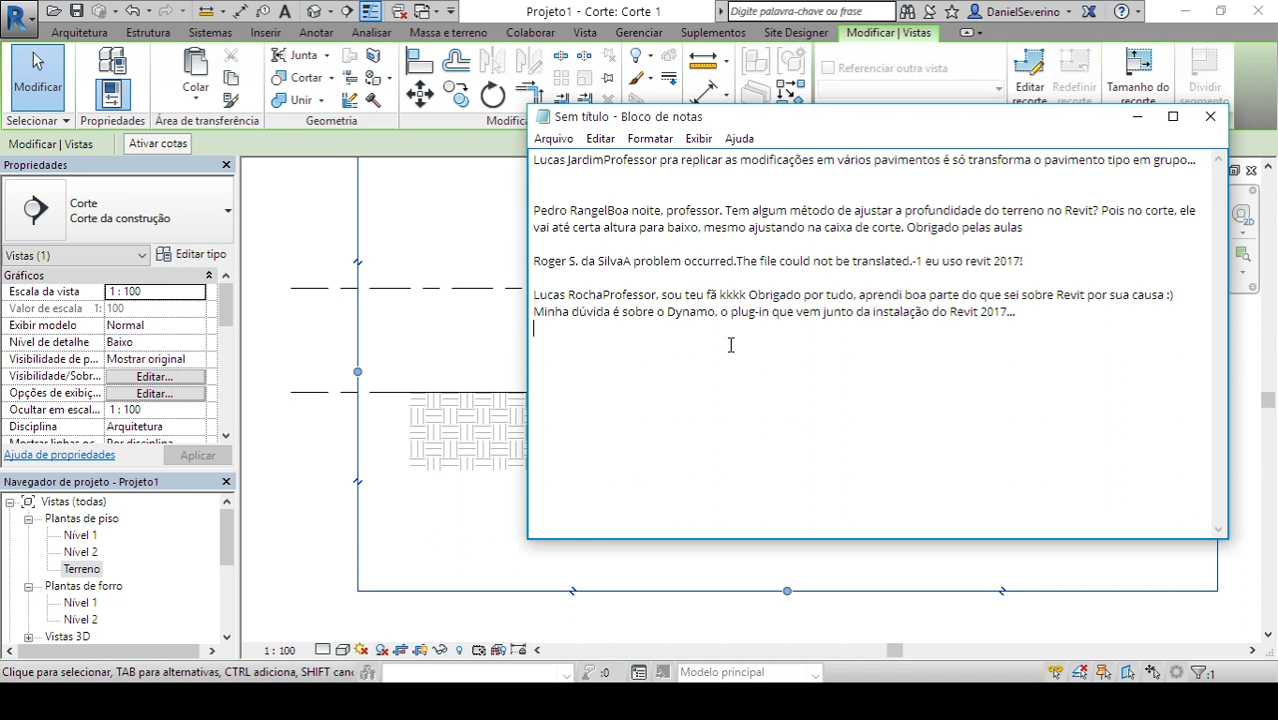 Projeto1 - Corte: Corte 1
Digite palavra-chave ou frase
DanielSeverino
Arquitetura Estrutura Sistemas Inserir Anotar Analisar Massa e terreno Colaborar Vista Gerenciar Suplementos Site Designer Modificar | Vistas
Modificar
Selecionar
Propriedades
Colar
Área de transferência
Junta
Cortar
Unir
Geometria
Modific
Referenciar outra vista
Editar
recorte
Redefinir
recorte
Tamanho do
recorte
Dividir
segmento
Modificar | Vistas
Ativar cotas
Propriedades
Corte
Corte da construção
Vistas (1)
Editar tipo
Gráficos
Escala da vista 1 : 100
Valor de escala 1: 100
Exibir modelo Normal
Nível de detalhe Baixo
Visibilidade de p... Mostrar original
Visibilidade/Sobr... Editar...
Opções de exibiç... Editar...
Ocultar em escal... 1 : 100
Disciplina Arquitetura
Mostrar linhas oc... Por disciplina
Ajuda de propriedades
Aplicar
Navegador de projeto - Projeto1
Vistas (todas)
Plantas de piso
Nível 1
Nível 2
Terreno
Plantas de forro
Nível 1
Nível 2
Vistas 3D
Sem título - Bloco de notas
Arquivo Editar Formatar Exibir Ajuda
Lucas JardimProfessor pra replicar as modificações em vários pavimentos é só transforma o pavimento tipo em grupo...
Pedro RangelBoa noite, professor. Tem algum método de ajustar a profundidade do terreno no Revit? Pois no corte, ele
vai até certa altura para baixo, mesmo ajustando na caixa de corte. Obrigado pelas aulas
Roger S. da SilvaA problem occurred.The file could not be translated.-1 eu uso revit 2017!
Lucas RochaProfessor, sou teu fã kkkk Obrigado por tudo, aprendi boa parte do que sei sobre Revit por sua causa :)
Minha dúvida é sobre o Dynamo, o plug-in que vem junto da instalação do Revit 2017...
1 : 100
Clique para selecionar, TAB para alternativas, CTRL adiciona, SHIFT canc
:0
Modelo principal
:1